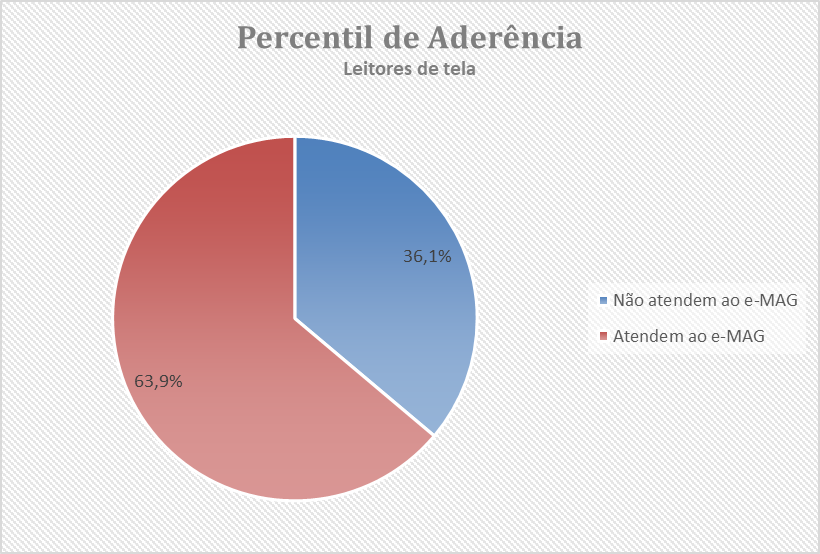 Percentil de Aderência
Leitores de tela
36,1%
63,9%
Não atendem ao e-MAG
Atendem ao e-MAG